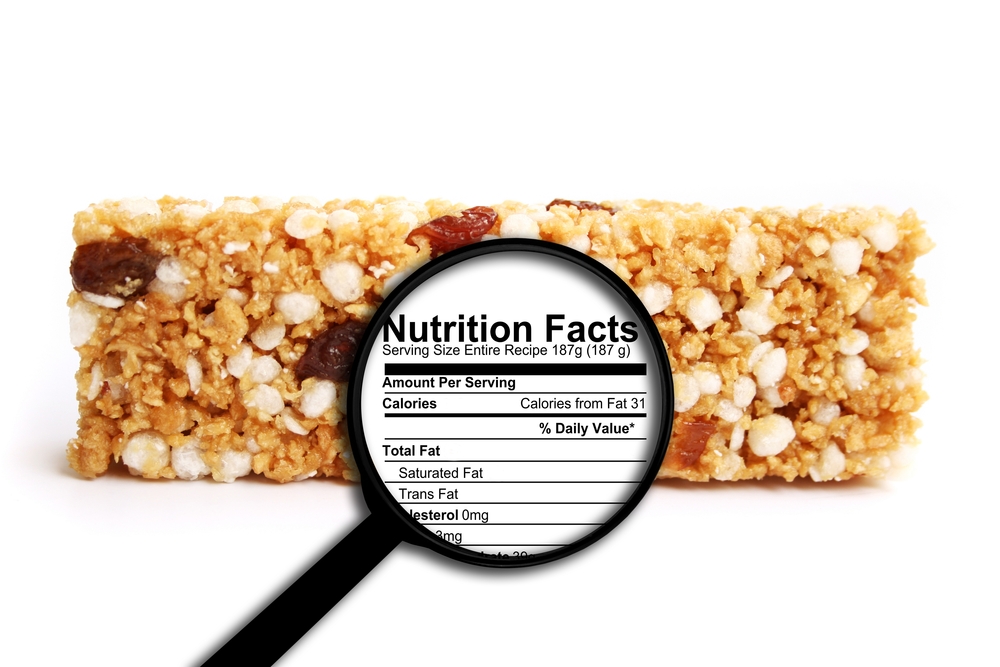 Nutrition Facts
Serving Size Entire Recipe 187g (187 g)
Amount Per Serving
Calories Calories from Fat 31
% Daily Value*
Total Fat
Saturated Fat
Trans Fat
lesterol 0mg
3mg